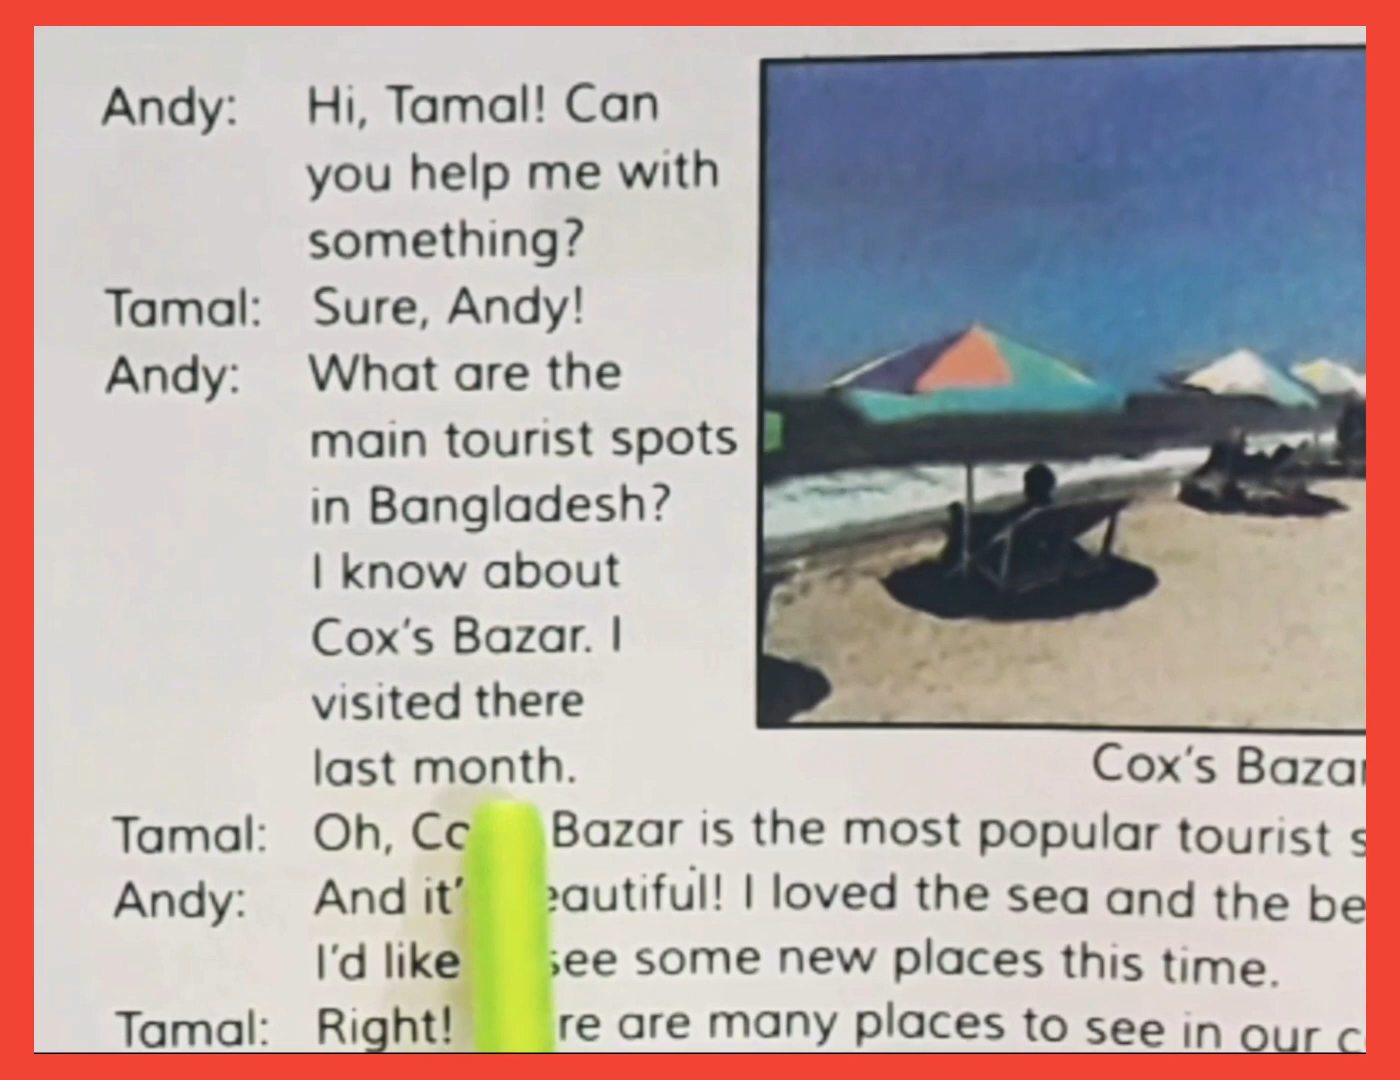 Andy: Hi, Tamal! Can
you help me with
something?
Tamal: Sure, Andy!
Andy: What are the
main tourist spots
in Bangladesh?
I know about
Cox's Bazar. I
visited there
last month.
Cox's Bazar
Tamal: Oh, Bazar is the most popular tourist
Andy: And I loved the sea and the
I'd like see some new places this time.
Tamal: Right! are many places to see in our